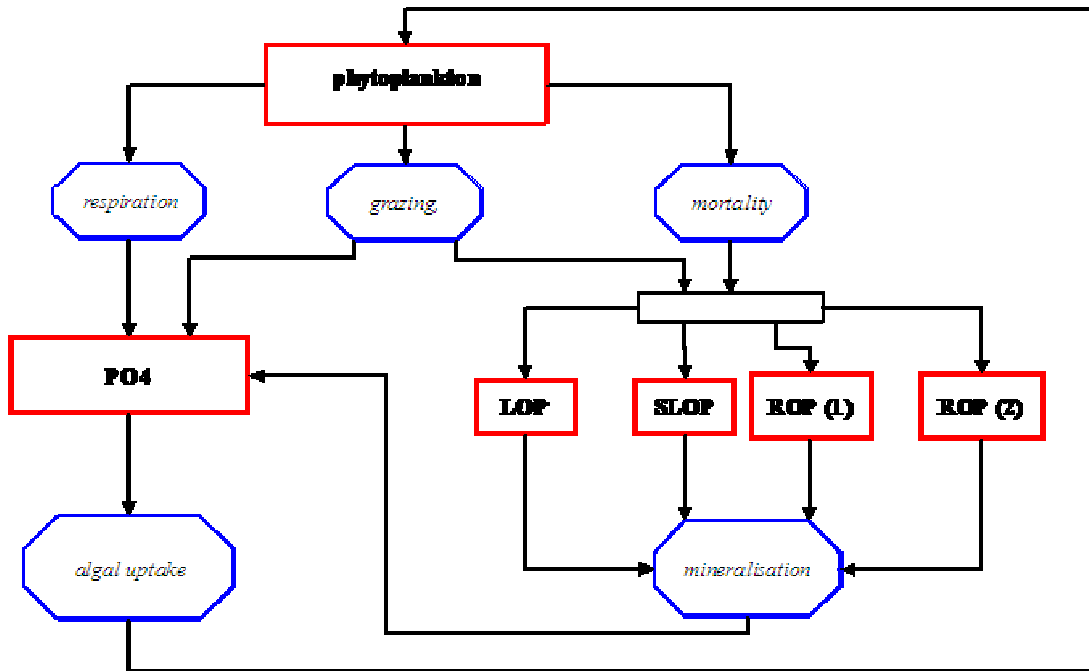 phytoplankton
respiration
grazing,
mortality
PO4
LOP
SLOP
ROP (1)
ROP (2)
algal uptake
mineralisation